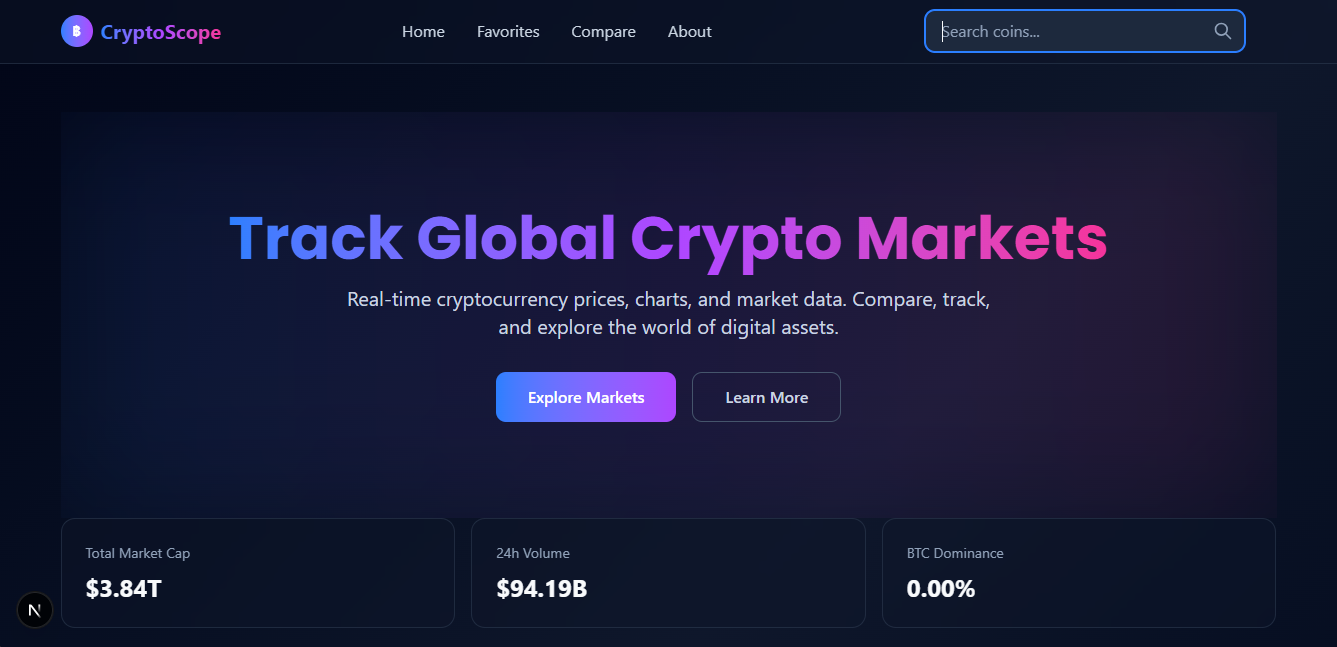 CryptoScope
Home
Favorites
Compare
About
Search coins...
Track Global Crypto Markets
Real-time cryptocurrency prices, charts, and market data. Compare, track,
and explore the world of digital assets.
Explore Markets
Learn More
Total Market Cap
$3.84T
24h Volume
$94.19B
BTC Dominance
0.00%
N